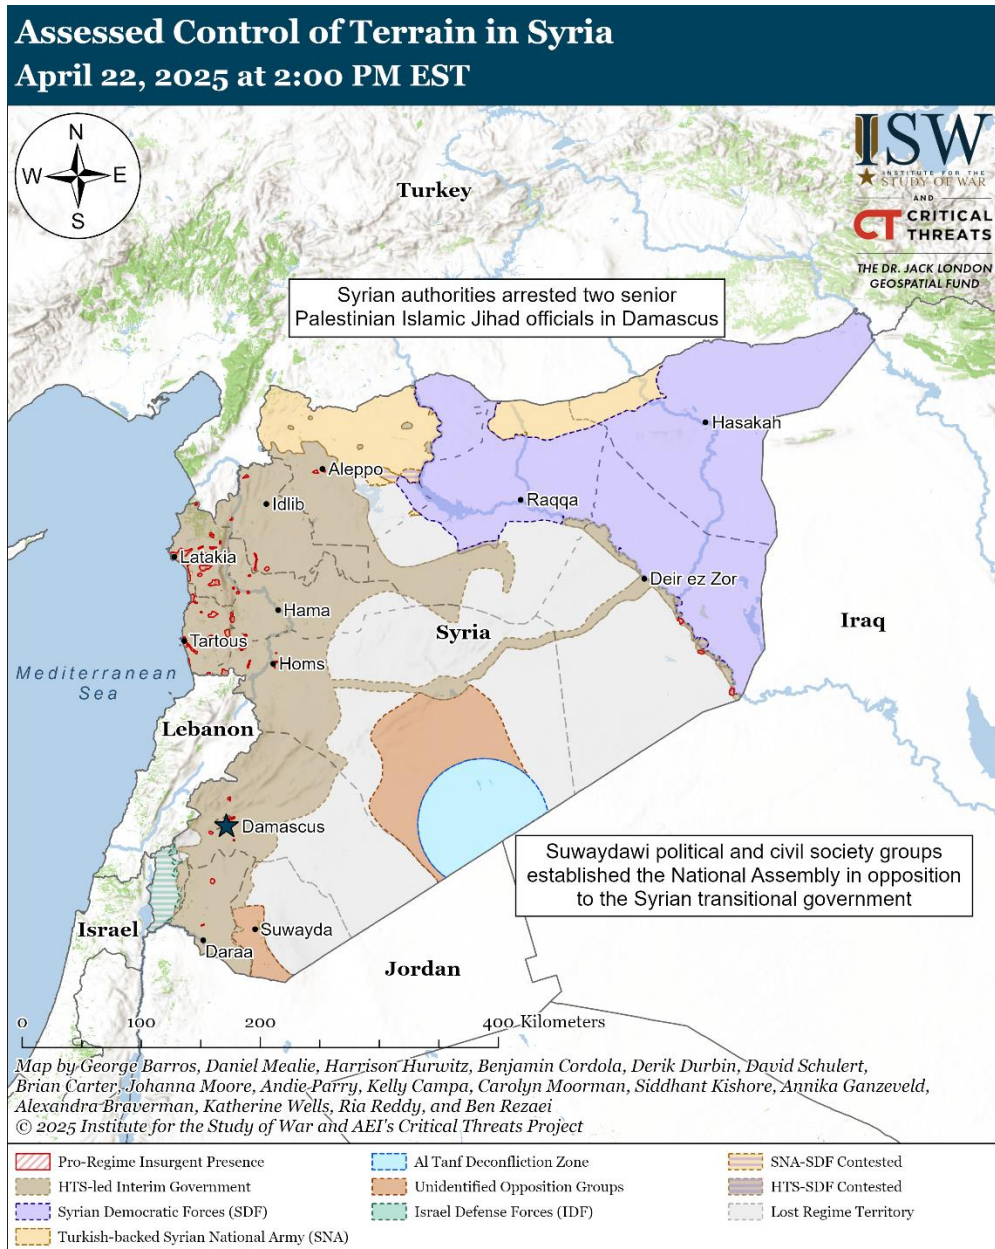 Assessed Control of Terrain in Syria
April 22, 2025 at 2:00 PM EST
N
W
E
S
ISW
INSTITUTE FOR THE
STUDY OF WAR
AND
CT CRITICAL
THREATS
THE DR. JACK LONDON
GEOSPATIAL FUND
Turkey
Syrian authorities arrested two senior
Palestinian Islamic Jihad officials in Damascus
Hasakah
Aleppo
Idlib
Raqqa
Latakia
Deir ez Zor
Hama
Syria
Iraq
Tartous
Homs
Mediterranean
Sea
Lebanon
Damascus
Suwaydawi political and civil society groups
established the National Assembly in opposition
to the Syrian transitional government
Israel
Suwayda
Daraa
Jordan
0 100 200 400 Kilometers
Map by George Barros, Daniel Mealie, Harrison Hurwitz, Benjamin Cordola, Derik Durbin, David Schulert,
Brian Carter, Johanna Moore, Andie Parry, Kelly Campa, Carolyn Moorman, Siddhant Kishore, Annika Ganzeveld,
Alexandra Braverman, Katherine Wells, Ria Reddy, and Ben Rezaei
© 2025 Institute for the Study of War and AEI's Critical Threats Project
Pro-Regime Insurgent Presence
HTS-led Interim Government
Syrian Democratic Forces (SDF)
Turkish-backed Syrian National Army (SNA)
Al Tanf Deconfliction Zone
Unidentified Opposition Groups
Israel Defense Forces (IDF)
SNA-SDF Contested
HTS-SDF Contested
Lost Regime Territory